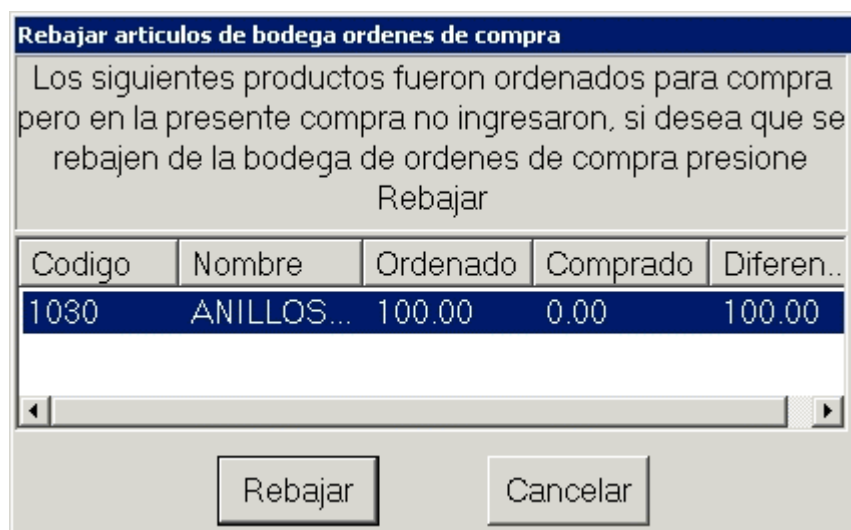 Rebajar articulos de bodega ordenes de compra
Los siguientes productos fueron ordenados para compra
pero en la presente compra no ingresaron, si desea que se
rebajen de la bodega de ordenes de compra presione
Rebajar
Codigo Nombre Ordenado Comprado Diferen..
1030 ANILLOS... 100.00 0.00 100.00
Rebajar Cancelar